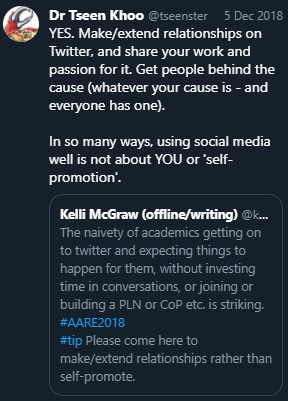 Dr Tseen Khoo @tseenster 5 Dec 2018
YES. Make/extend relationships on
Twitter, and share your work and
passion for it. Get people behind the
cause (whatever your cause is - and
everyone has one).
In so many ways, using social media
well is not about YOU or 'self-
promotion'.
Kelli McGraw (offline/writing) @k...
The naivety of academics getting on
to twitter and expecting things to
happen for them, without investing
time in conversations, or joining or
building a PLN or CoP etc. is striking.
#AARE2018
#tip Please come here to
make/extend relationships rather than
self-promote.